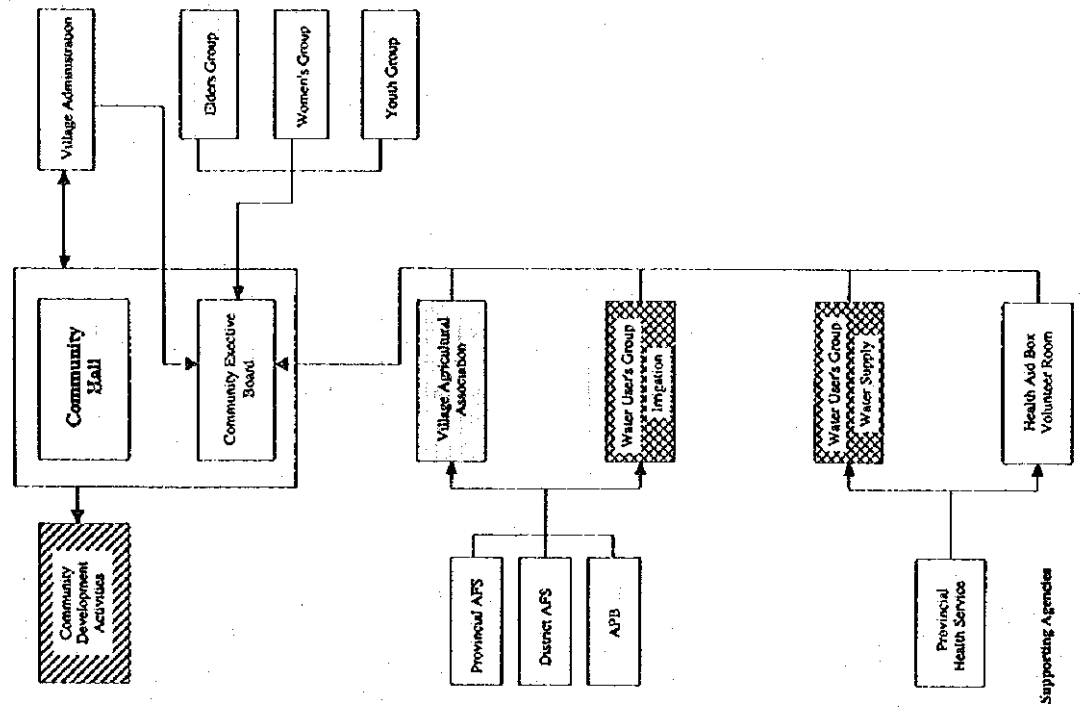 Village Administration
Elders Group
Women's Group
Youth Group
Community
Hall
Community Exective
Board
Village Agricultural
Association
Water User's Group
Irrigation
Water User's Group
Water Supply
Health Aid Box
Volunteer Room
Community
Development
Activities
Provincial AFS
District AFS
APB
Provincial
Health Service
Supporting Agencies